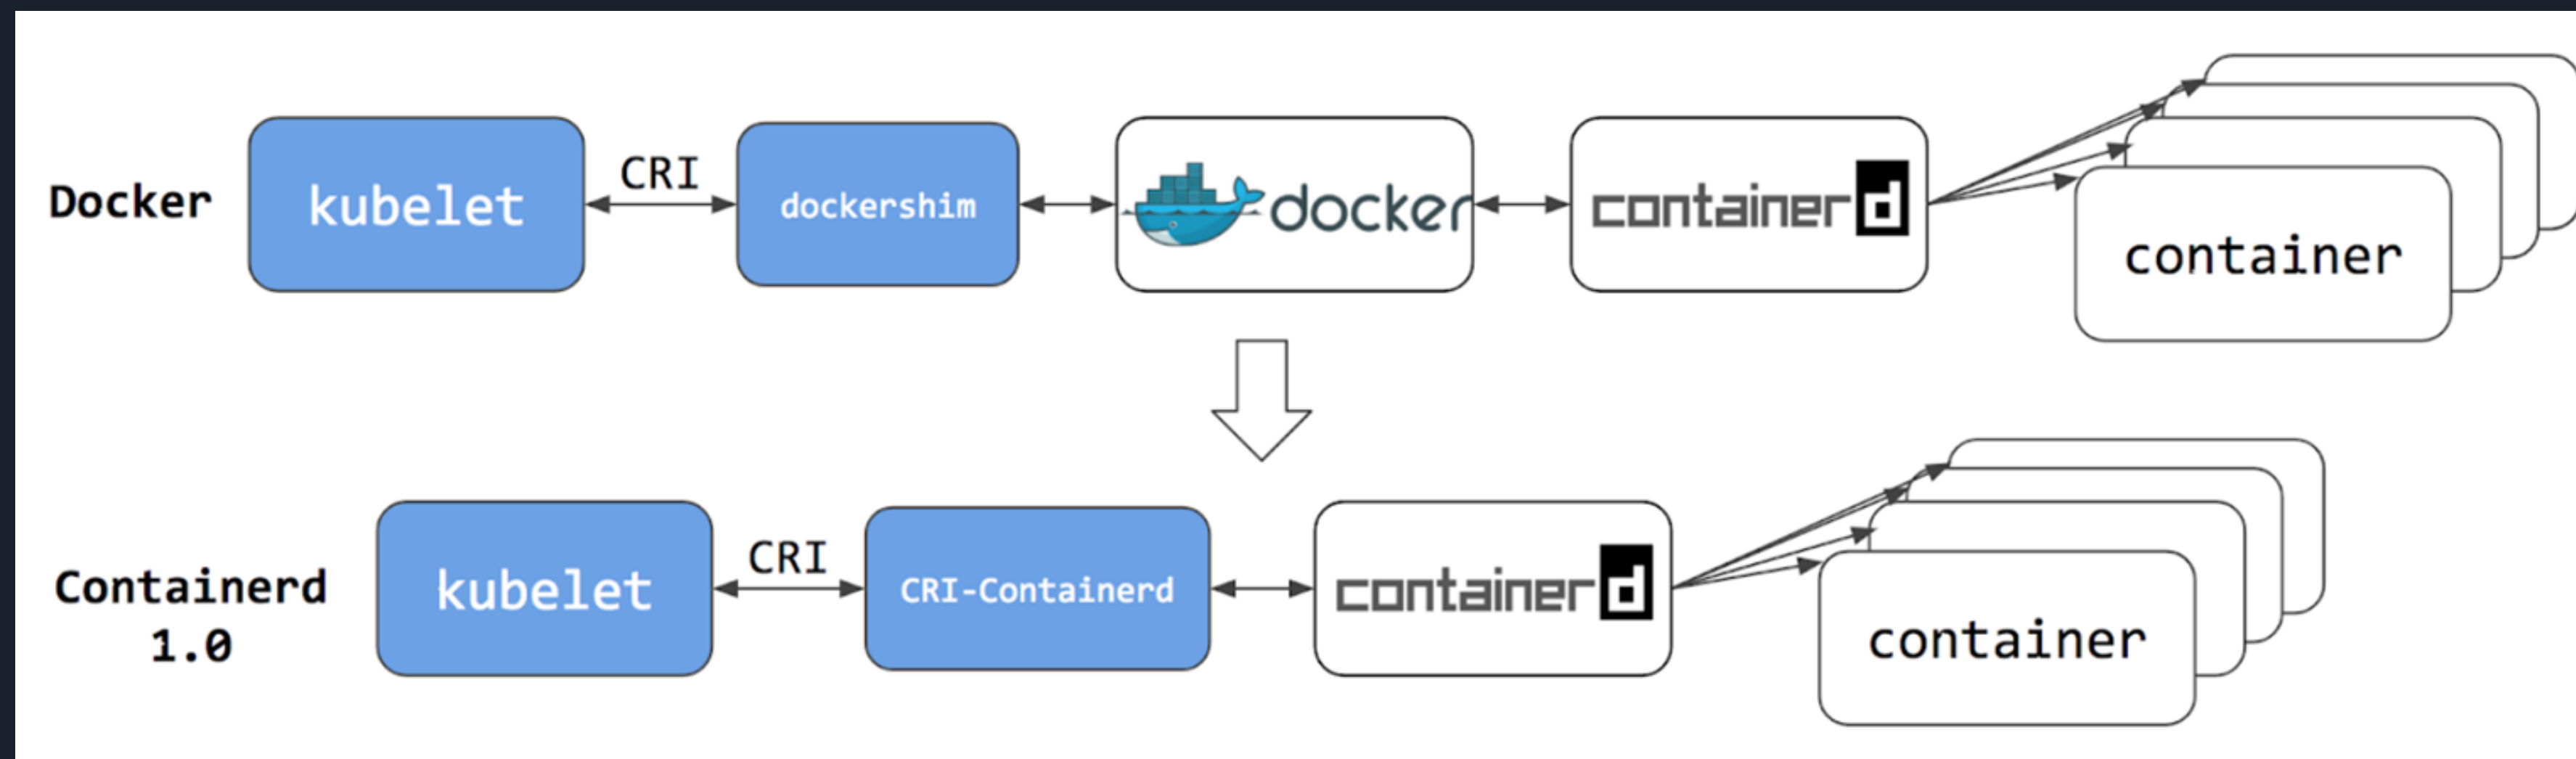 Docker
kubelet
CRI
dockershim
docker
containerd
container
Containerd
1.0
kubelet
CRI
CRI-Containerd
containerd
container